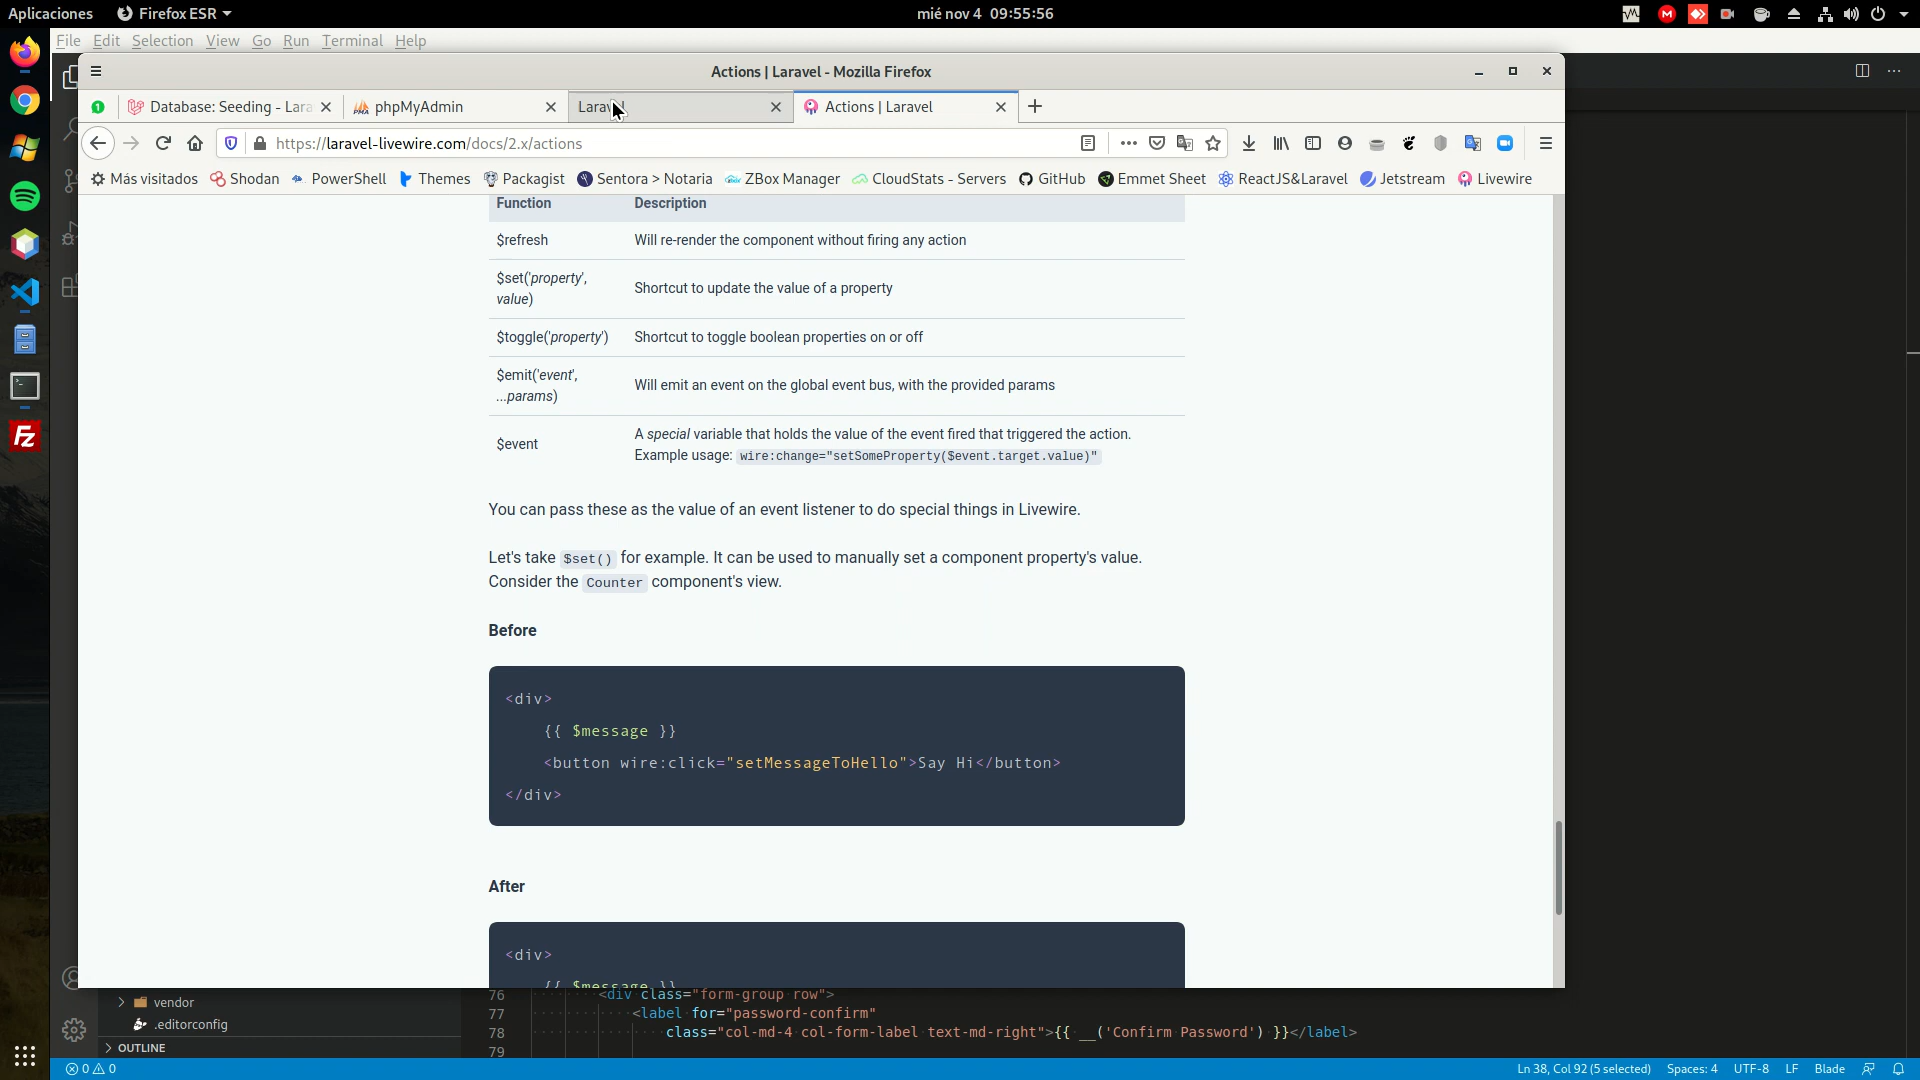 Aplicaciones Firefox ESR mié nov 4 09:55:56
File Edit Selection View Go Run Terminal Help
Actions | Laravel - Mozilla Firefox
1 Database: Seeding - Lara phpMyAdmin Actions | Laravel
https://laravel-livewire.com/docs/2.x/actions
Más visitados Shodan PowerShell Themes Packagist Sentora > Notaria ZBox Manager CloudStats - Servers GitHub Emmet Sheet ReactJS&Laravel Jetstream Livewire
Function Description
$refresh Will re-render the component without firing any action
$set('property',
value)
Shortcut to update the value of a property
$toggle('property') Shortcut to toggle boolean properties on or off
$emit('event',
...params)
Will emit an event on the global event bus, with the provided params
$event
A special variable that holds the value of the event fired that triggered the action.
Example usage: wire:change="setSomeProperty($event.target.value)"
You can pass these as the value of an event listener to do special things in Livewire.
Let's take $set() for example. It can be used to manually set a component property's value.
Consider the Counter component's view.
Before
<div>
{{ $message }}
<button wire:click="setMessageToHello">Say Hi</button>
</div>
After
<div>
{{ $message }}
vendor
.editorconfig
OUTLINE
76 <div class="form-group row">
77 <label for="password-confirm"
78 class="col-md-4 col-form-label text-md-right">{{ __('Confirm Password') }}</label>
79
0 0 Ln 38, Col 92 (5 selected) Spaces: 4 UTF-8 LF Blade